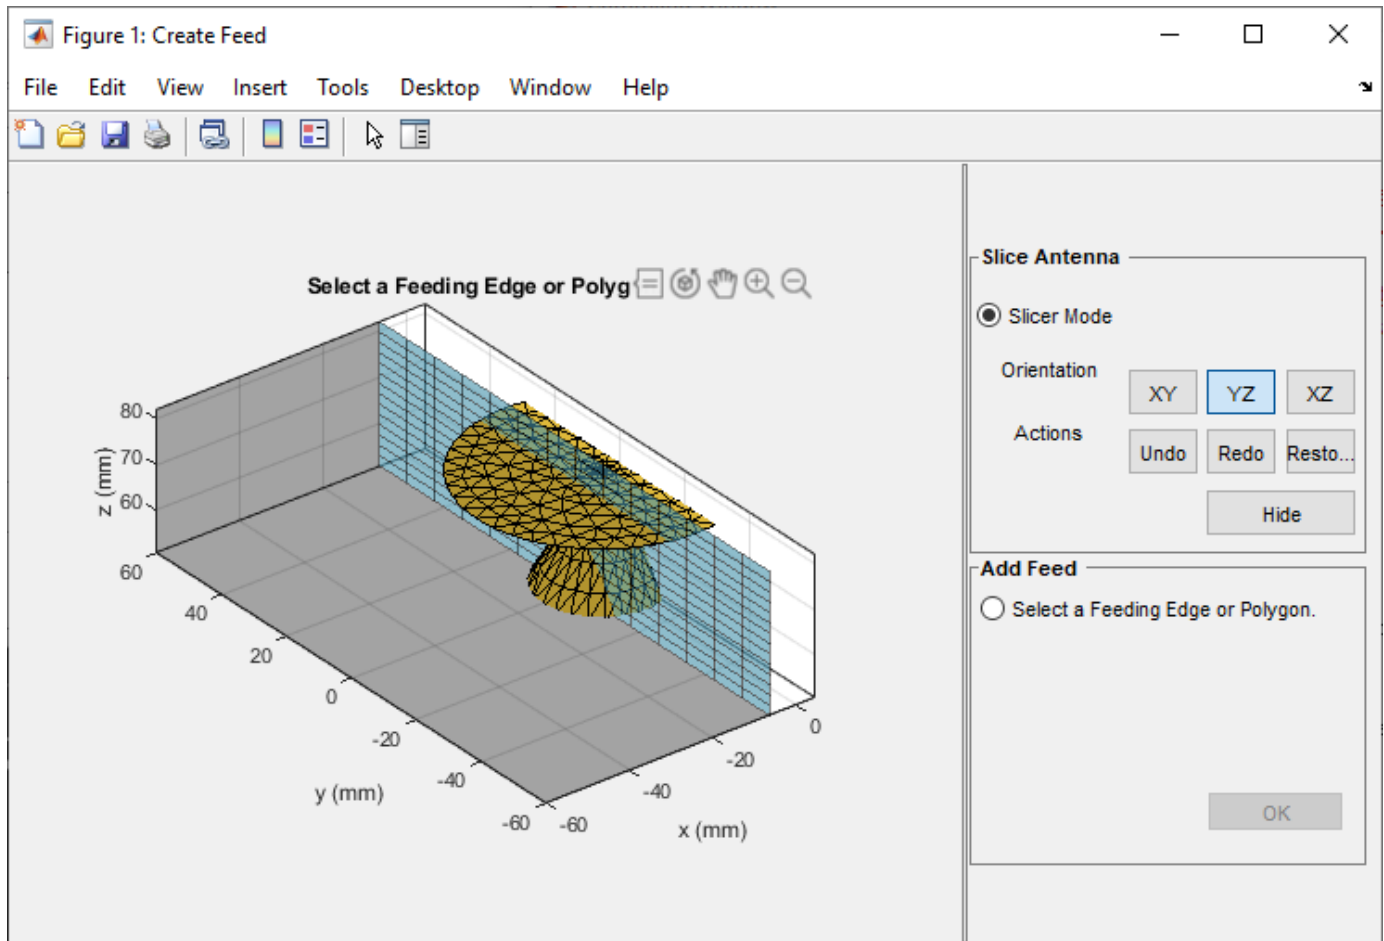 Figure 1: Create Feed
File Edit View Insert Tools Desktop Window Help
Select a Feeding Edge or Polyg
80
70
60
z (mm)
60
40
20
0
-20
-40
-60
y (mm)
-60
-40
-20
0
x (mm)
Slice Antenna
Slicer Mode
Orientation
XY YZ XZ
Actions
Undo Redo Resto...
Hide
Add Feed
Select a Feeding Edge or Polygon.
OK